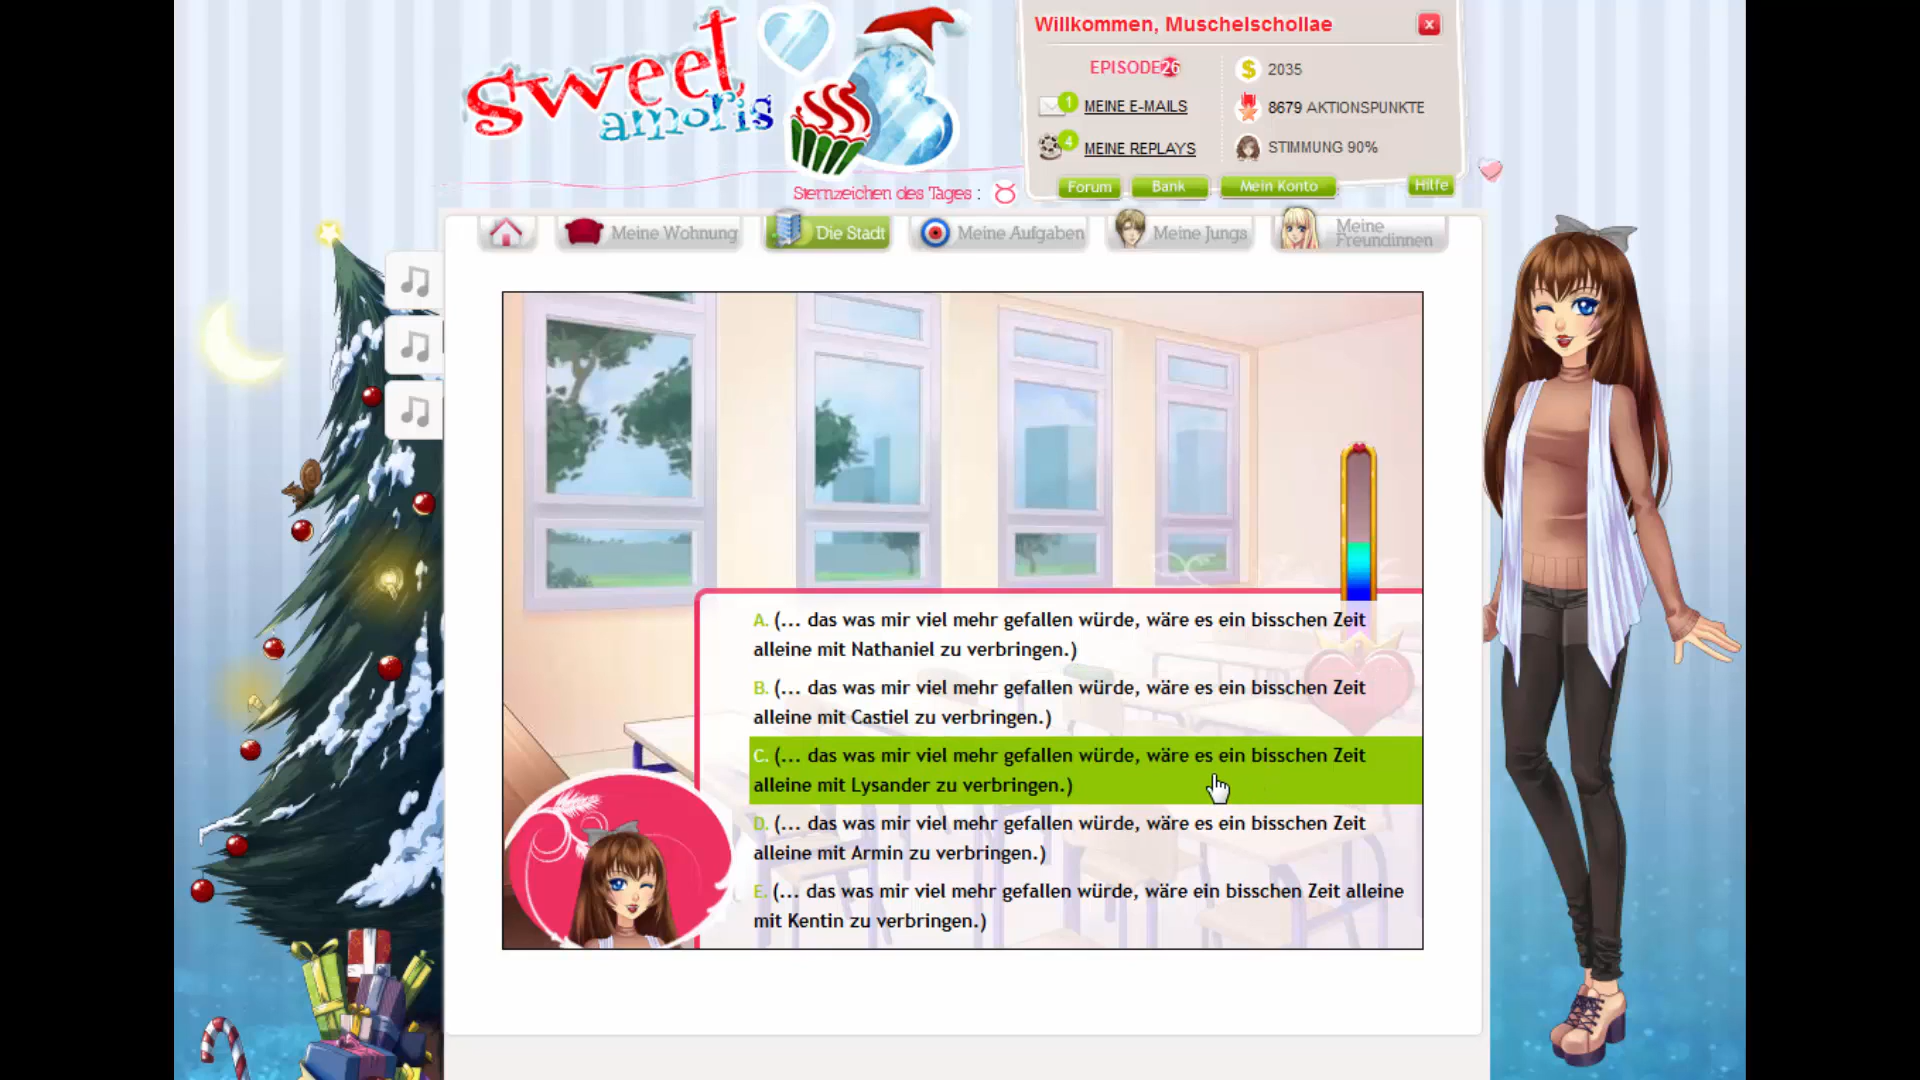 sweet
amoris
Willkommen, Muschelschollae
x
EPISODE26
2035
1
MEINE E-MAILS
8679 AKTIONSPUNKTE
4
MEINE REPLAYS
STIMMUNG 90%
Forum
Bank
Mein Konto
Hilfe
Sternzeichen des Tages :
Meine Wohnung
Die Stadt
Meine Aufgaben
Meine Jungs
Meine
Freundinnen
A. (... das was mir viel mehr gefallen würde, wäre es ein bisschen Zeit
alleine mit Nathaniel zu verbringen.)
B. (... das was mir viel mehr gefallen würde, wäre es ein bisschen Zeit
alleine mit Castiel zu verbringen.)
C. (... das was mir viel mehr gefallen würde, wäre es ein bisschen Zeit
alleine mit Lysander zu verbringen.)
D. (... das was mir viel mehr gefallen würde, wäre es ein bisschen Zeit
alleine mit Armin zu verbringen.)
E. (... das was mir viel mehr gefallen würde, wäre ein bisschen Zeit alleine
mit Kentin zu verbringen.)